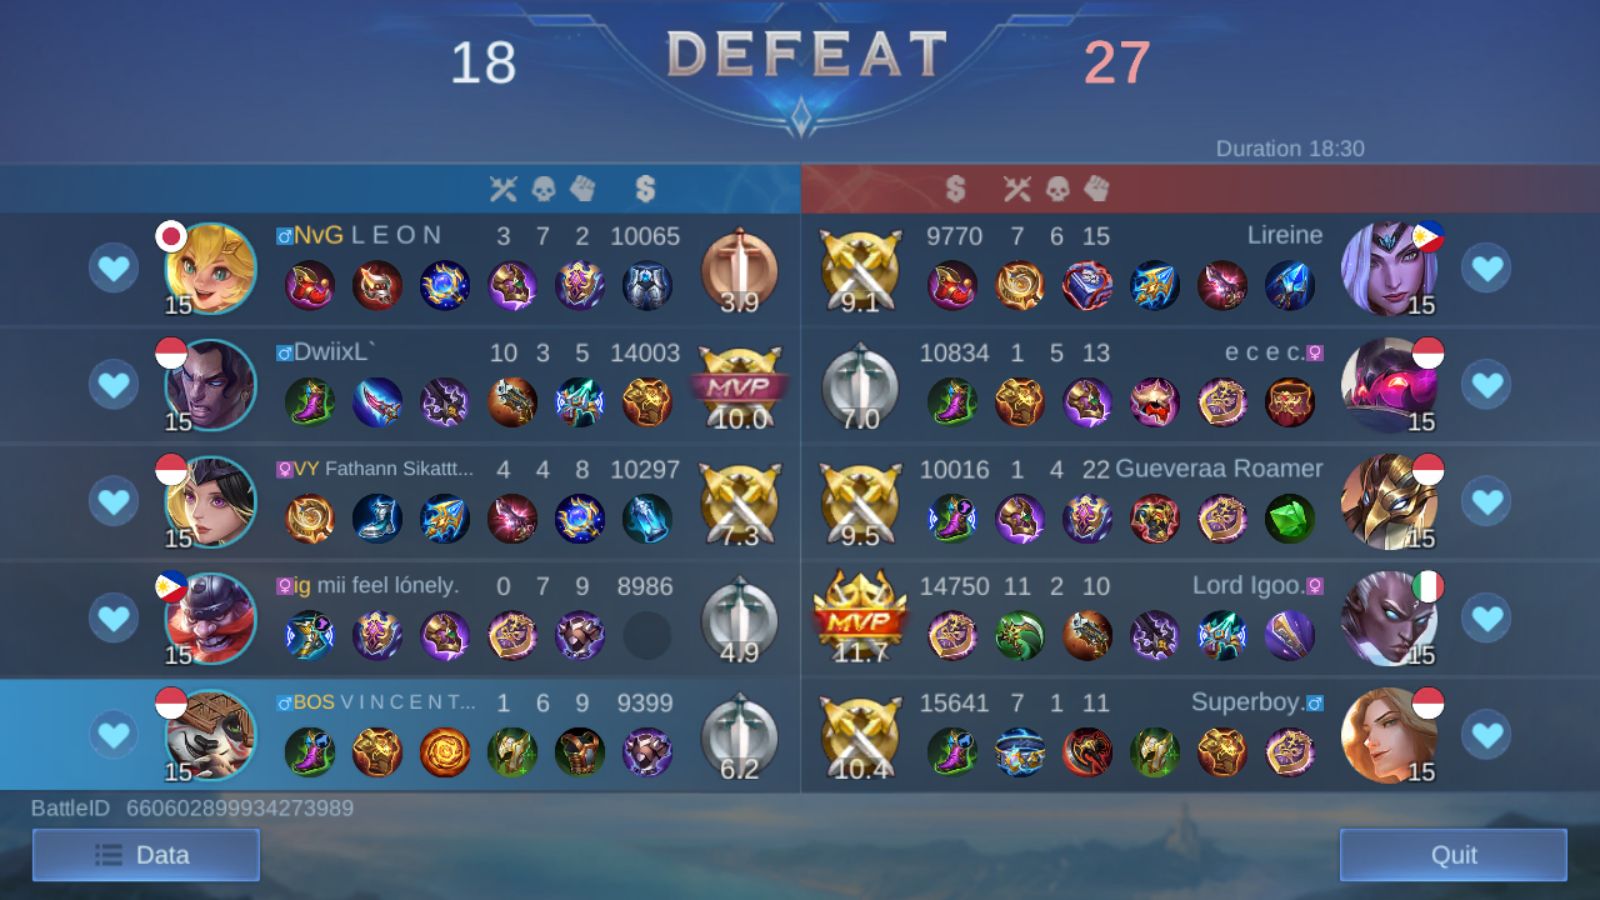 18 DEFEAT 27
Duration 18:30
NvG L E O N 3 7 2 10065
15 3.9
9770 7 6 15 Lireine
9.1 15
DwiixL` 10 3 5 14003
15 MVP 10.0
10834 1 5 13 e c e c.
7.0 15
VY Fathann Sikattt... 4 4 8 10297
15 7.3
10016 1 4 22 Gueveraa Roamer
9.5 15
ig mii feel lónely. 0 7 9 8986
15 4.9
14750 11 2 10 Lord Igoo.
MVP 11.7 15
BOS V I N C E N T... 1 6 9 9399
15 6.2
15641 7 1 11 Superboy.
10.4 15
BattleID 660602899934273989
Data
Quit